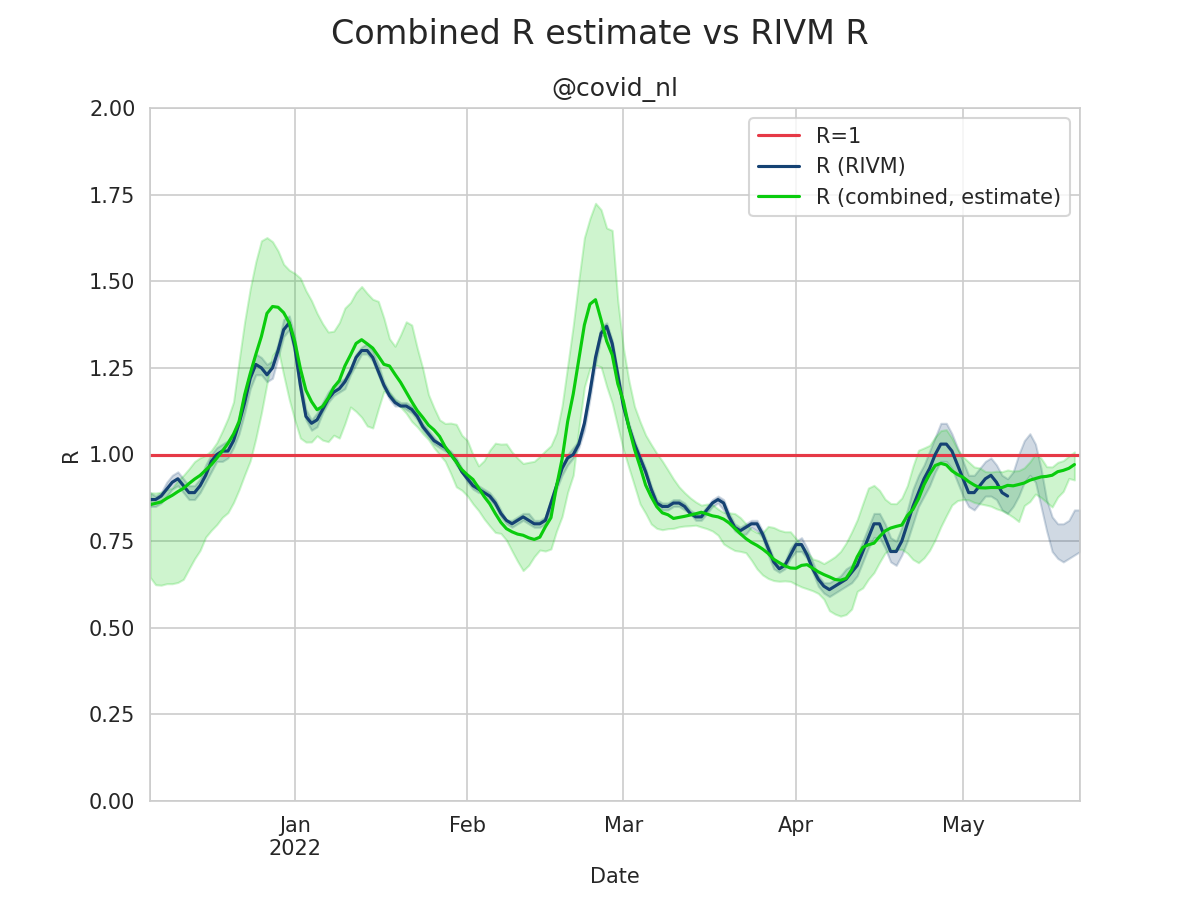 Combined R estimate vs RIVM R
@covid_nl
2.00
1.75
1.50
1.25
1.00
0.75
0.50
0.25
0.00
R
R=1
R (RIVM)
R (combined, estimate)
Jan Feb Mar Apr May
2022
Date